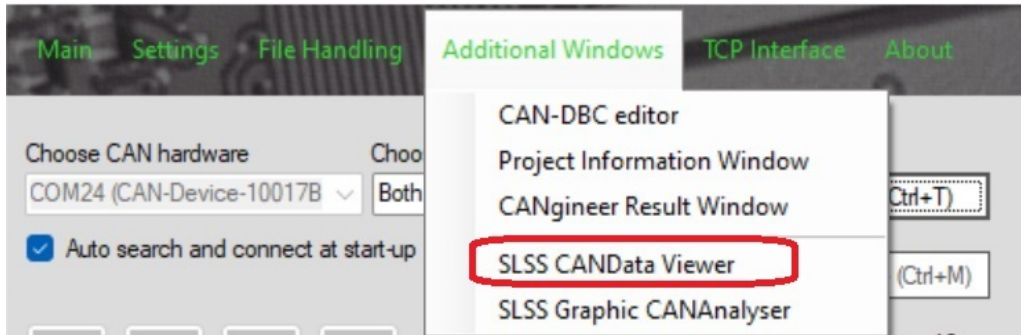 Main Settings File Handling Additional Windows TCP Interface About
CAN-DBC editor
Choose CAN hardware Choo
Project Information Window
COM24 (CAN-Device-10017B Both
CANgineer Result Window
Ctrl+T)
Auto search and connect at start-up
SLSS CANData Viewer
(Ctrl+M)
SLSS Graphic CANAnalyser